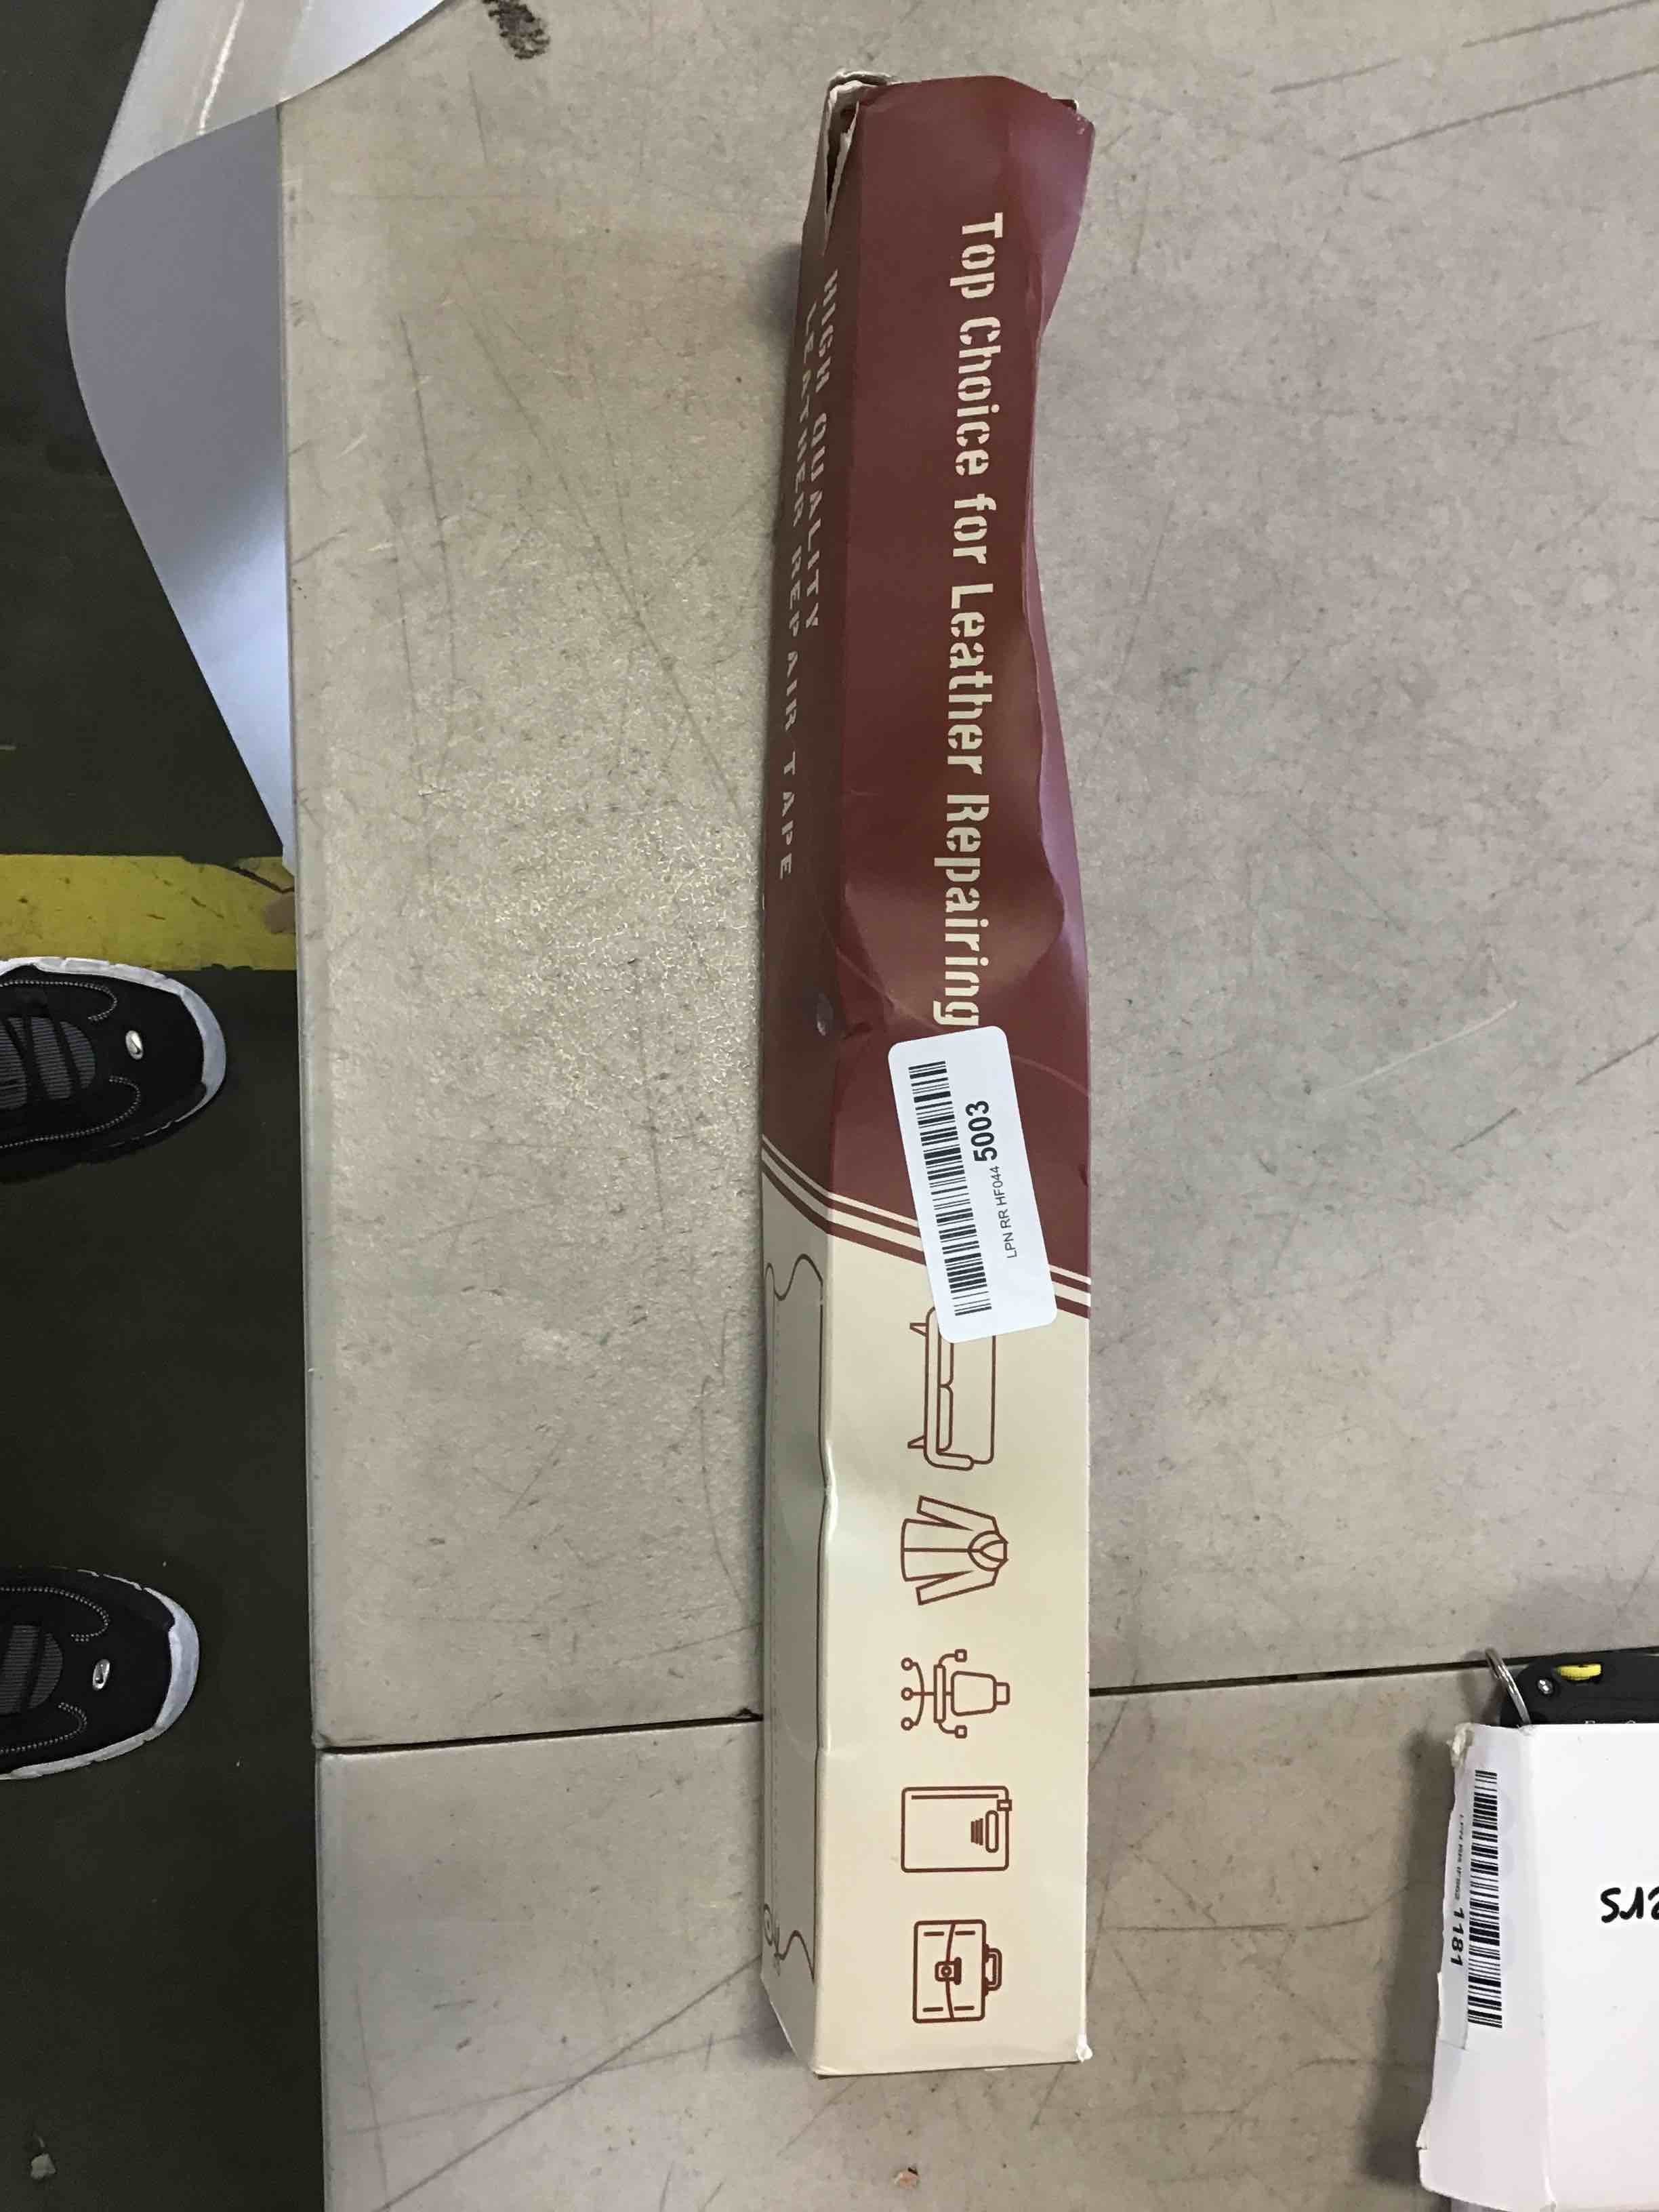 Top Choice for Leather Repairing
HIGH QUALITY
LEATHER REPAIR TAPE
LPN RR HF044 5003
1181